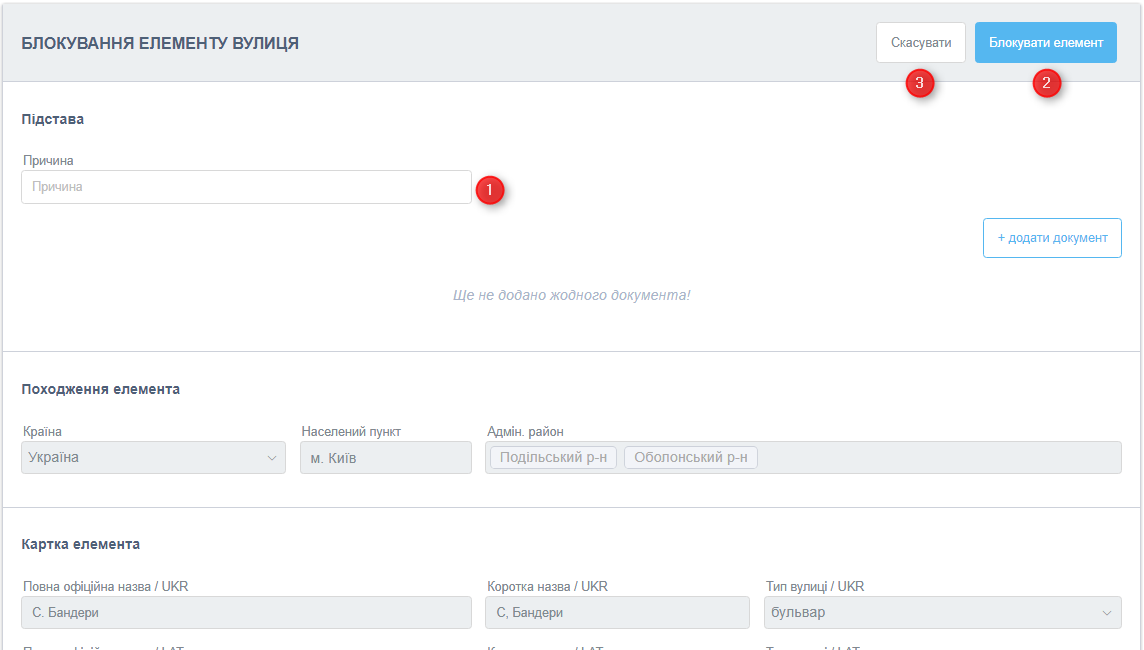 БЛОКУВАННЯ ЕЛЕМЕНТУ ВУЛИЦЯ
Скасувати
Блокувати елемент
3
2
Підстава
Причина
Причина
1
+ додати документ
Ще не додано жодного документа!
Походження елемента
Країна
Населений пункт
Адмін. район
Україна
м. Київ
Подільський р-н
Оболонський р-н
Картка елемента
Повна офіційна назва / UKR
Коротка назва / UKR
Тип вулиці / UKR
С. Бандери
С, Бандери
бульвар